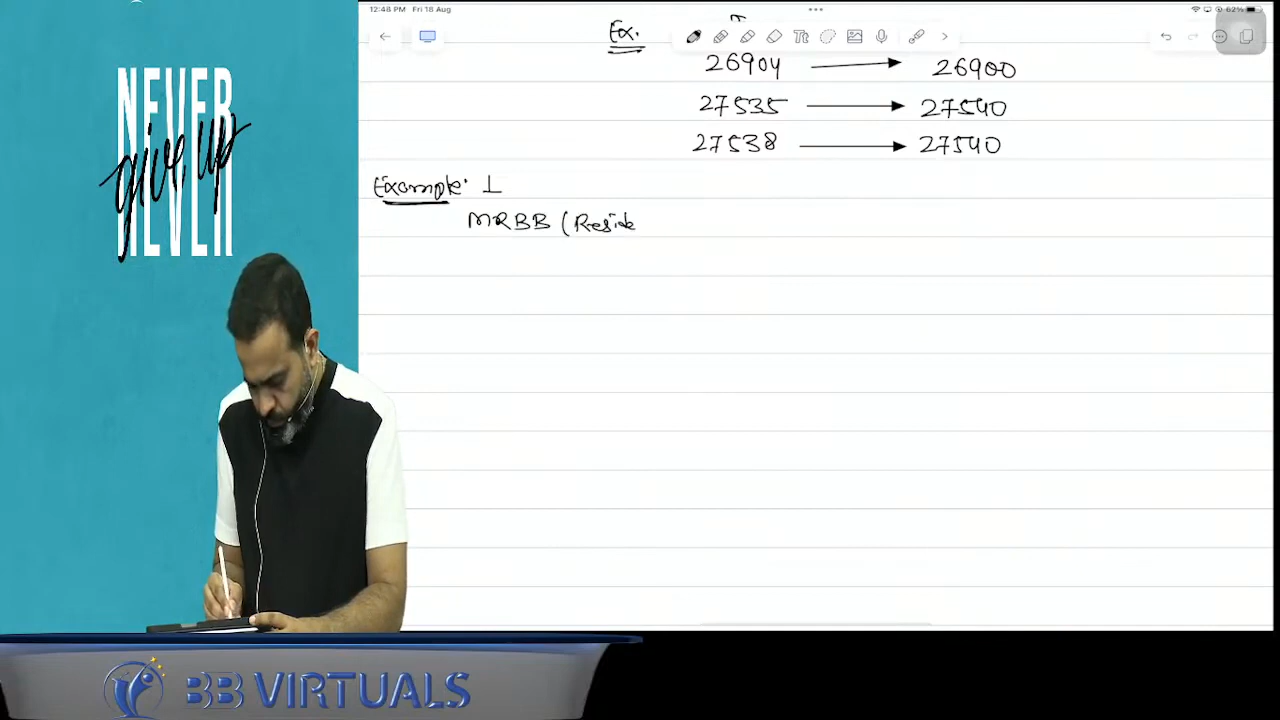 12:48 PM Fri 18 Aug
62%
Ex.
26904 → 26900
27535 → 27540
27538 → 27540
Example: 1
MRBB (Reside
NEVER
give up
NEVER
BB VIRTUALS